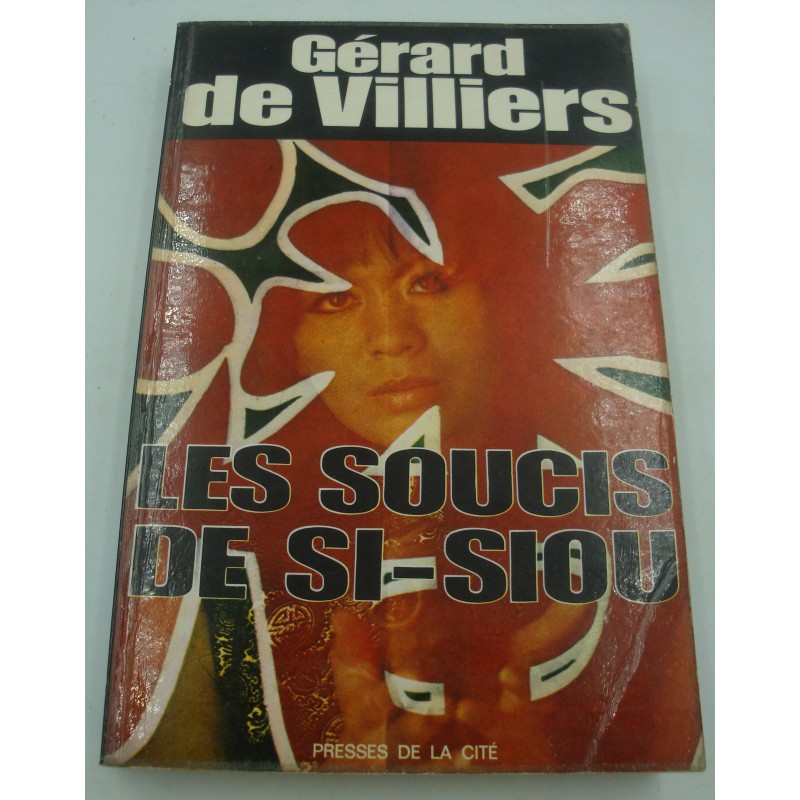 Gérard
de Villiers
LES SOUCIS
DE SI-SIOU
PRESSES DE LA CITÉ